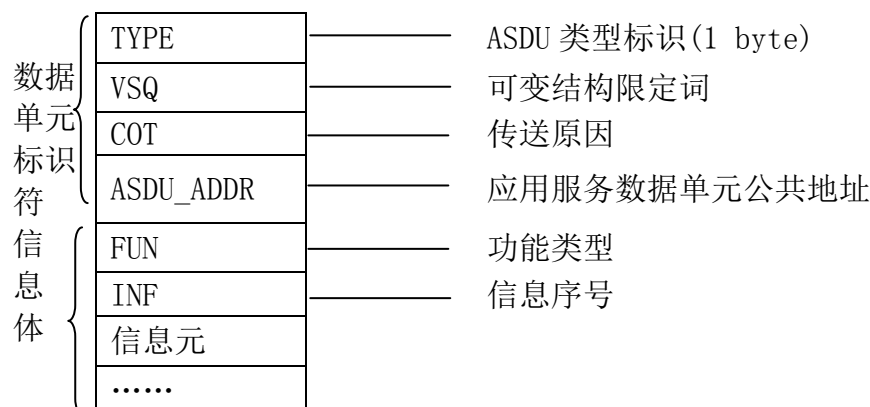 数据单元标识符
TYPE ASDU 类型标识(1 byte)
VSQ 可变结构限定词
COT 传送原因
ASDU_ADDR 应用服务数据单元公共地址
信息体
FUN 功能类型
INF 信息序号
信息元
……